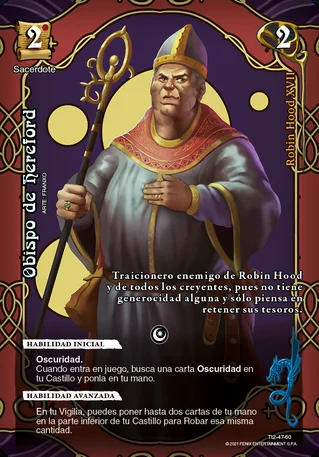 2
2
Sacerdote
Robin Hood XVII
Obispo de Hereford
ARTE: FRANXO
Traicionero enemigo de Robin Hood
y de todos los creyentes, pues no tiene
generocidad alguna y sólo piensa en
retener sus tesoros.
HABILIDAD INICIAL
Oscuridad.
Cuando entra en juego, busca una carta Oscuridad en
tu Castillo y ponla en tu mano.
HABILIDAD AVANZADA
En tu Vigilia, puedes poner hasta dos cartas de tu mano
en la parte inferior de tu Castillo para Robar esa misma
cantidad.
TI2-47-60
© 2021 FENIX ENTERTAINMENT S.P.A.